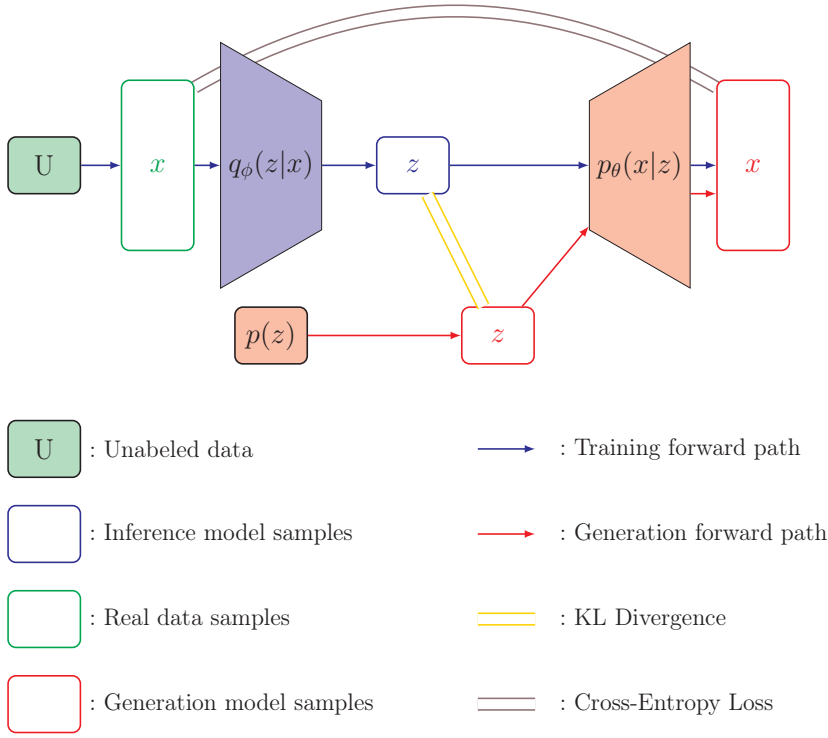 U x qϕ(z|x) z pθ(x|z) x
p(z) z
U : Unabeled data : Training forward path
: Inference model samples : Generation forward path
: Real data samples : KL Divergence
: Generation model samples : Cross-Entropy Loss